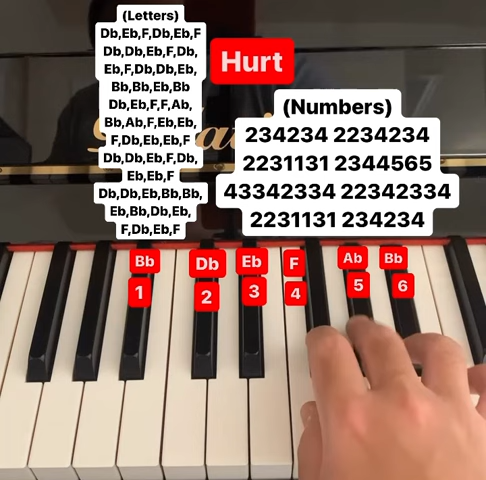 (Letters)
Db,Eb,F,Db,Eb,F
Db,Db,Eb,F,Db,
Eb,F,Db,Db,Eb,
Bb,Bb,Eb,Bb
Db,Eb,F,F,Ab,
Bb,Ab,F,Eb,Eb,
F,Db,Eb,Eb,F
Db,Db,Eb,F,Db,
Eb,Eb,F
Db,Db,Eb,Bb,Bb,
Eb,Bb,Db,Eb,
F,Db,Eb,F
Hurt
(Numbers)
234234 2234234
2231131 2344565
43342334 22342334
2231131 234234
Bb Db Eb F Ab Bb
1 2 3 4 5 6